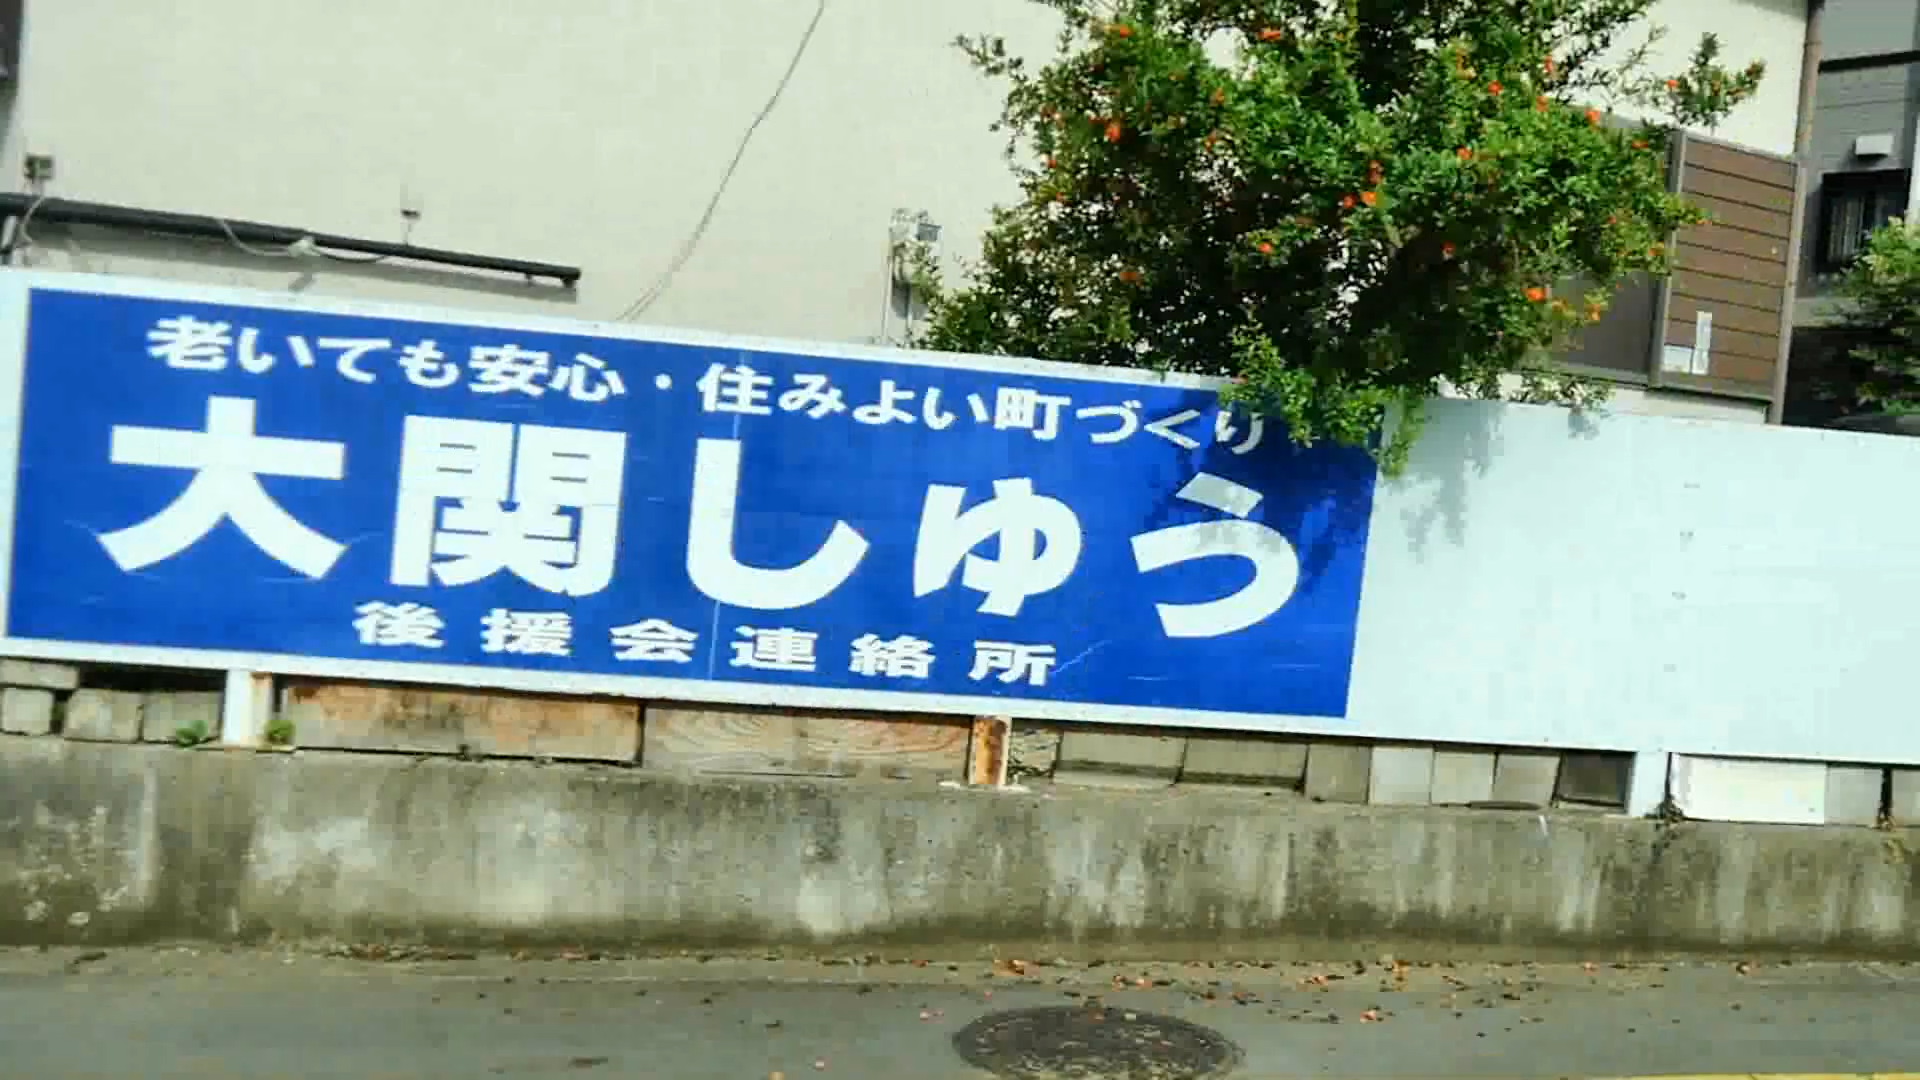 老いても安心・住みよい町づくり
大関しゅう
後援会連絡所